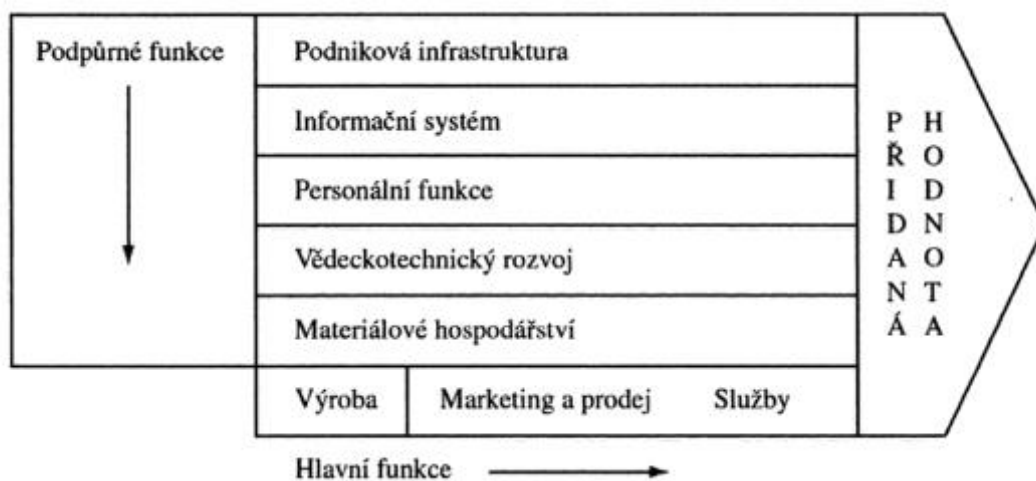 Podpůrné funkce
Podniková infrastruktura
Informační systém
Personální funkce
Vědeckotechnický rozvoj
Materiálové hospodářství
Výroba
Marketing a prodej
Služby
PŘIDANÁ
HODNOTA
Hlavní funkce